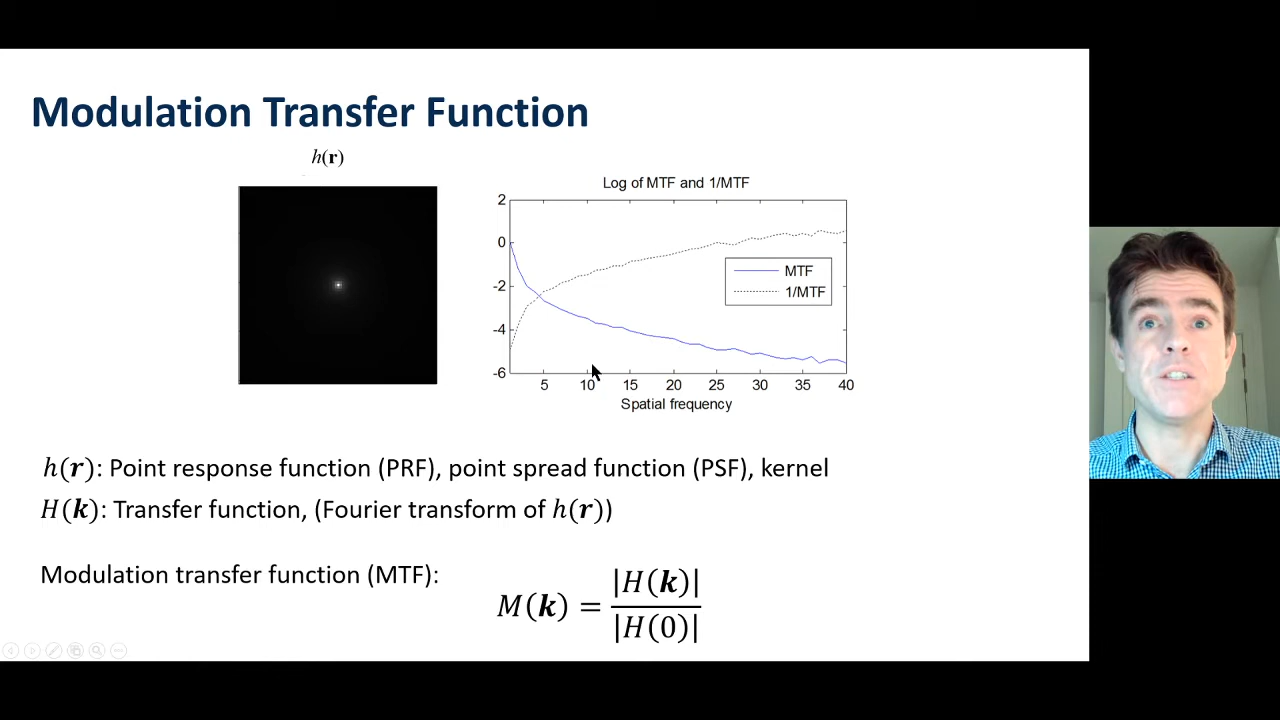 Modulation Transfer Function
h(r)
Log of MTF and 1/MTF
2
0
-2
-4
-6
MTF
1/MTF
5 10 15 20 25 30 35 40
Spatial frequency
h(r): Point response function (PRF), point spread function (PSF), kernel
H(k): Transfer function, (Fourier transform of h(r))
Modulation transfer function (MTF):
M(k) = |H(k)| / |H(0)|